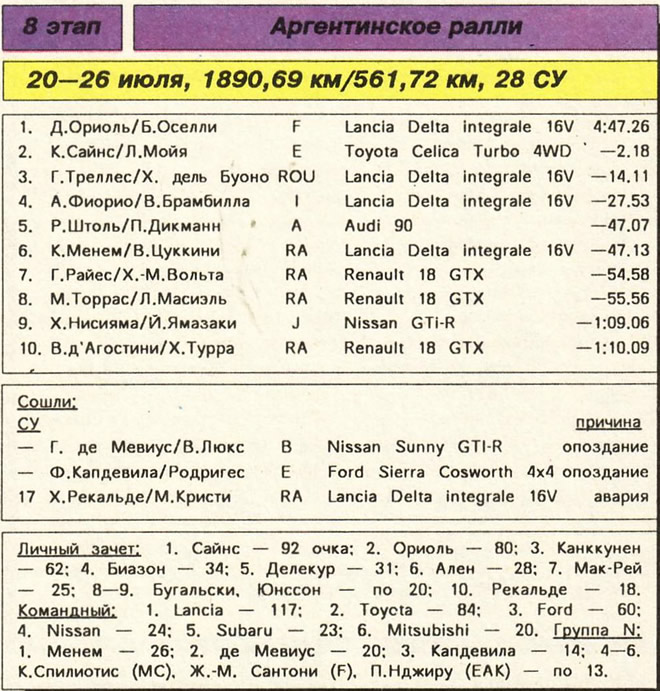 8 этап
Аргентинское ралли
20—26 июля, 1890,69 км/561,72 км, 28 СУ
1. Д.Ориоль/Б.Оселли F Lancia Delta integrale 16V 4:47.26
2. К.Сайнс/Л.Мойя E Toyota Celica Turbo 4WD —2.18
3. Г.Треллес/Х. дель Буоно ROU Lancia Delta integrale 16V —14.11
4. А.Фиорио/В.Брамбилла I Lancia Delta integrale 16V —27.53
5. Р.Штоль/П.Дикманн A Audi 90 —47.07
6. К.Менем/В.Цуккини RA Lancia Delta integrale 16V —47.13
7. Г.Райес/Х.-М.Вольта RA Renault 18 GTX —54.58
8. М.Торрас/Л.Масиэль RA Renault 18 GTX —55.56
9. Х.Нисияма/Й.Ямазаки J Nissan GTi-R —1:09.06
10. В.д'Агостини/Х.Турра RA Renault 18 GTX —1:10.09
Сошли:
СУ причина
— Г. де Мевиус/В.Люкс B Nissan Sunny GTI-R опоздание
— Ф.Капдевила/Родригес E Ford Sierra Cosworth 4x4 опоздание
17 Х.Рекальде/М.Кристи RA Lancia Delta integrale 16V авария
Личный зачет: 1. Сайнс — 92 очка; 2. Ориоль — 80; 3. Канккунен
— 62; 4. Биазон — 34; 5. Делекур — 31; 6. Ален — 28; 7. Мак-Рей
— 25; 8—9. Бугальски, Юнссон — по 20; 10. Рекальде — 18.
Командный: 1. Lancia — 117; 2. Toyota — 84; 3. Ford — 60;
4. Nissan — 24; 5. Subaru — 23; 6. Mitsubishi — 20. Группа N:
1. Менем — 26; 2. де Мевиус — 20; 3. Капдевила — 14; 4—6.
К.Спилиотис (МС), Ж.-М. Сантони (F), П.Нджиру (ЕАК) — по 13.